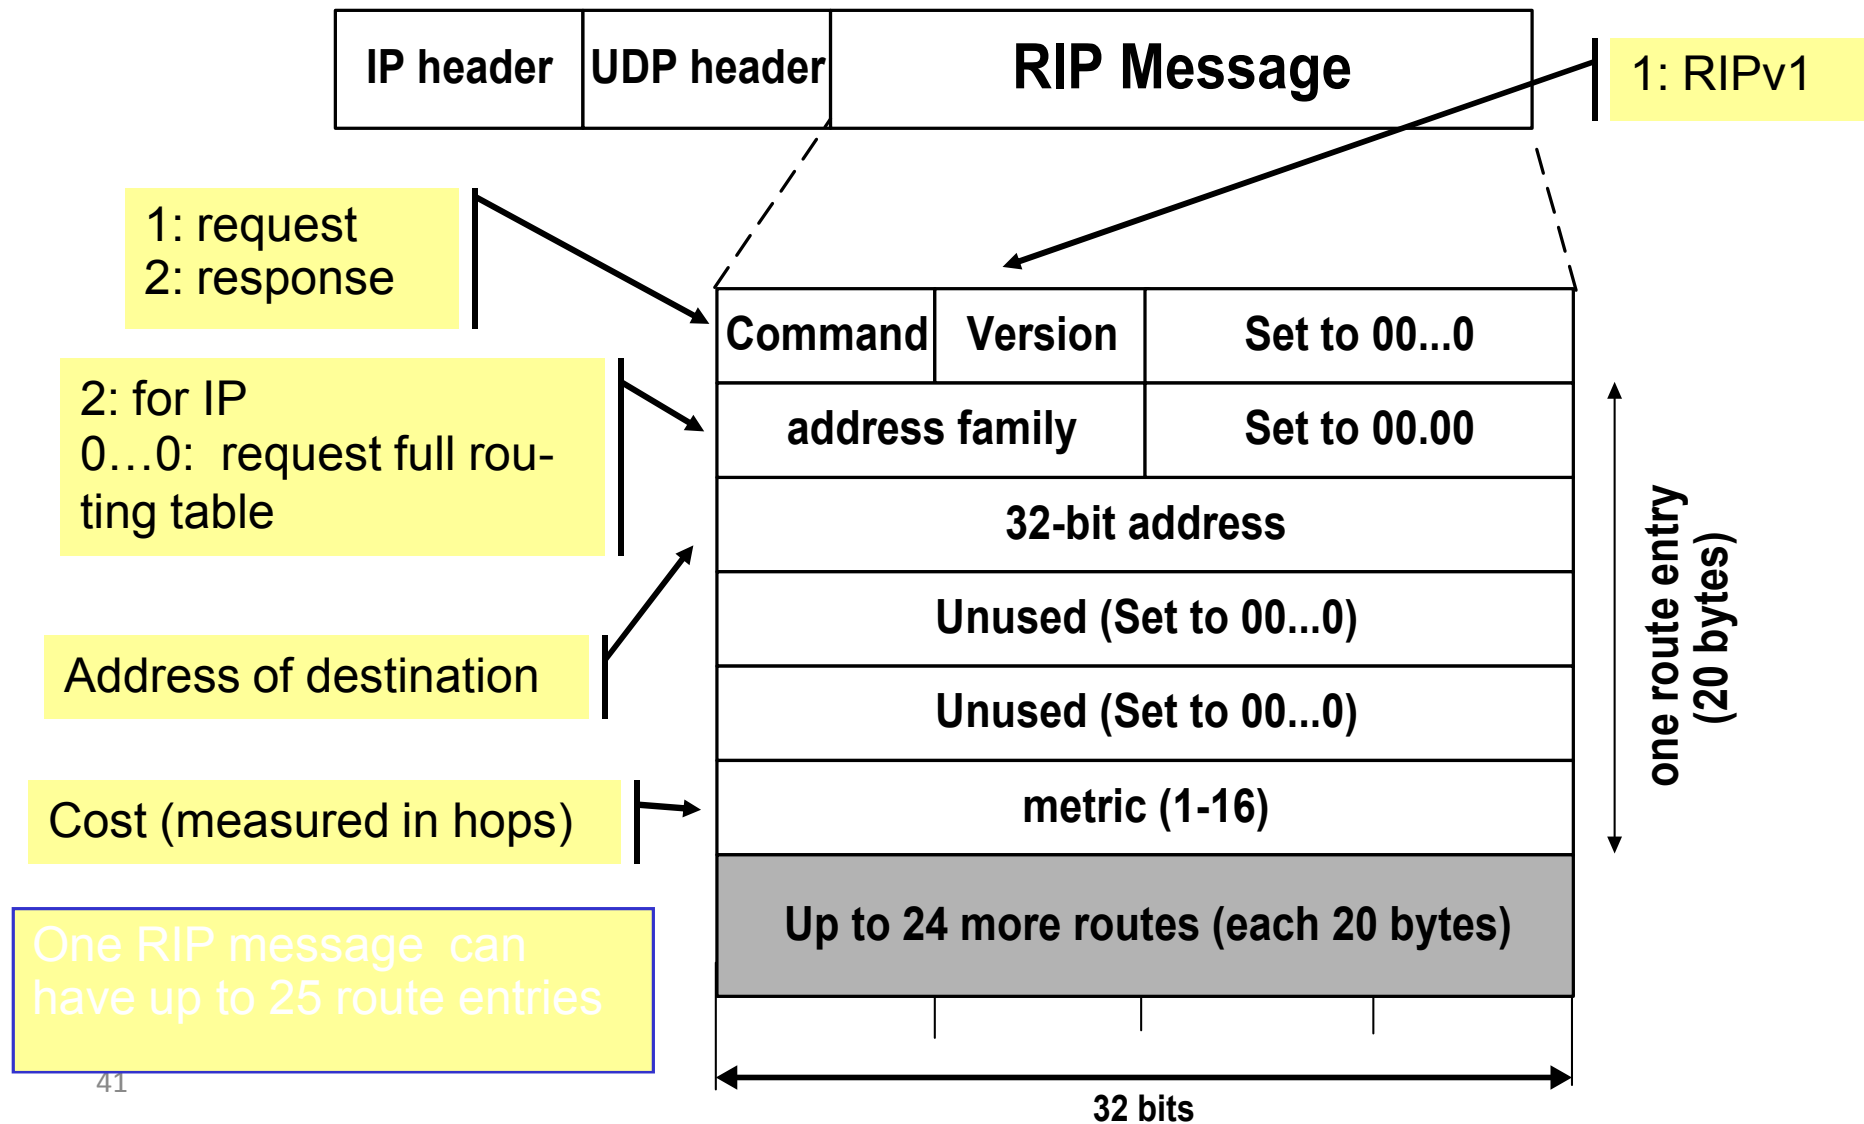 IP header
UDP header
RIP Message
1: RIPv1
1: request
2: response
Command
Version
Set to 00...0
2: for IP
0…0:  request full rou-
ting table
address family
Set to 00.00
32-bit address
Unused (Set to 00...0)
Address of destination
Unused (Set to 00...0)
Cost (measured in hops)
metric (1-16)
one route entry
(20 bytes)
Up to 24 more routes (each 20 bytes)
One RIP message  can
have up to 25 route entries
41
32 bits